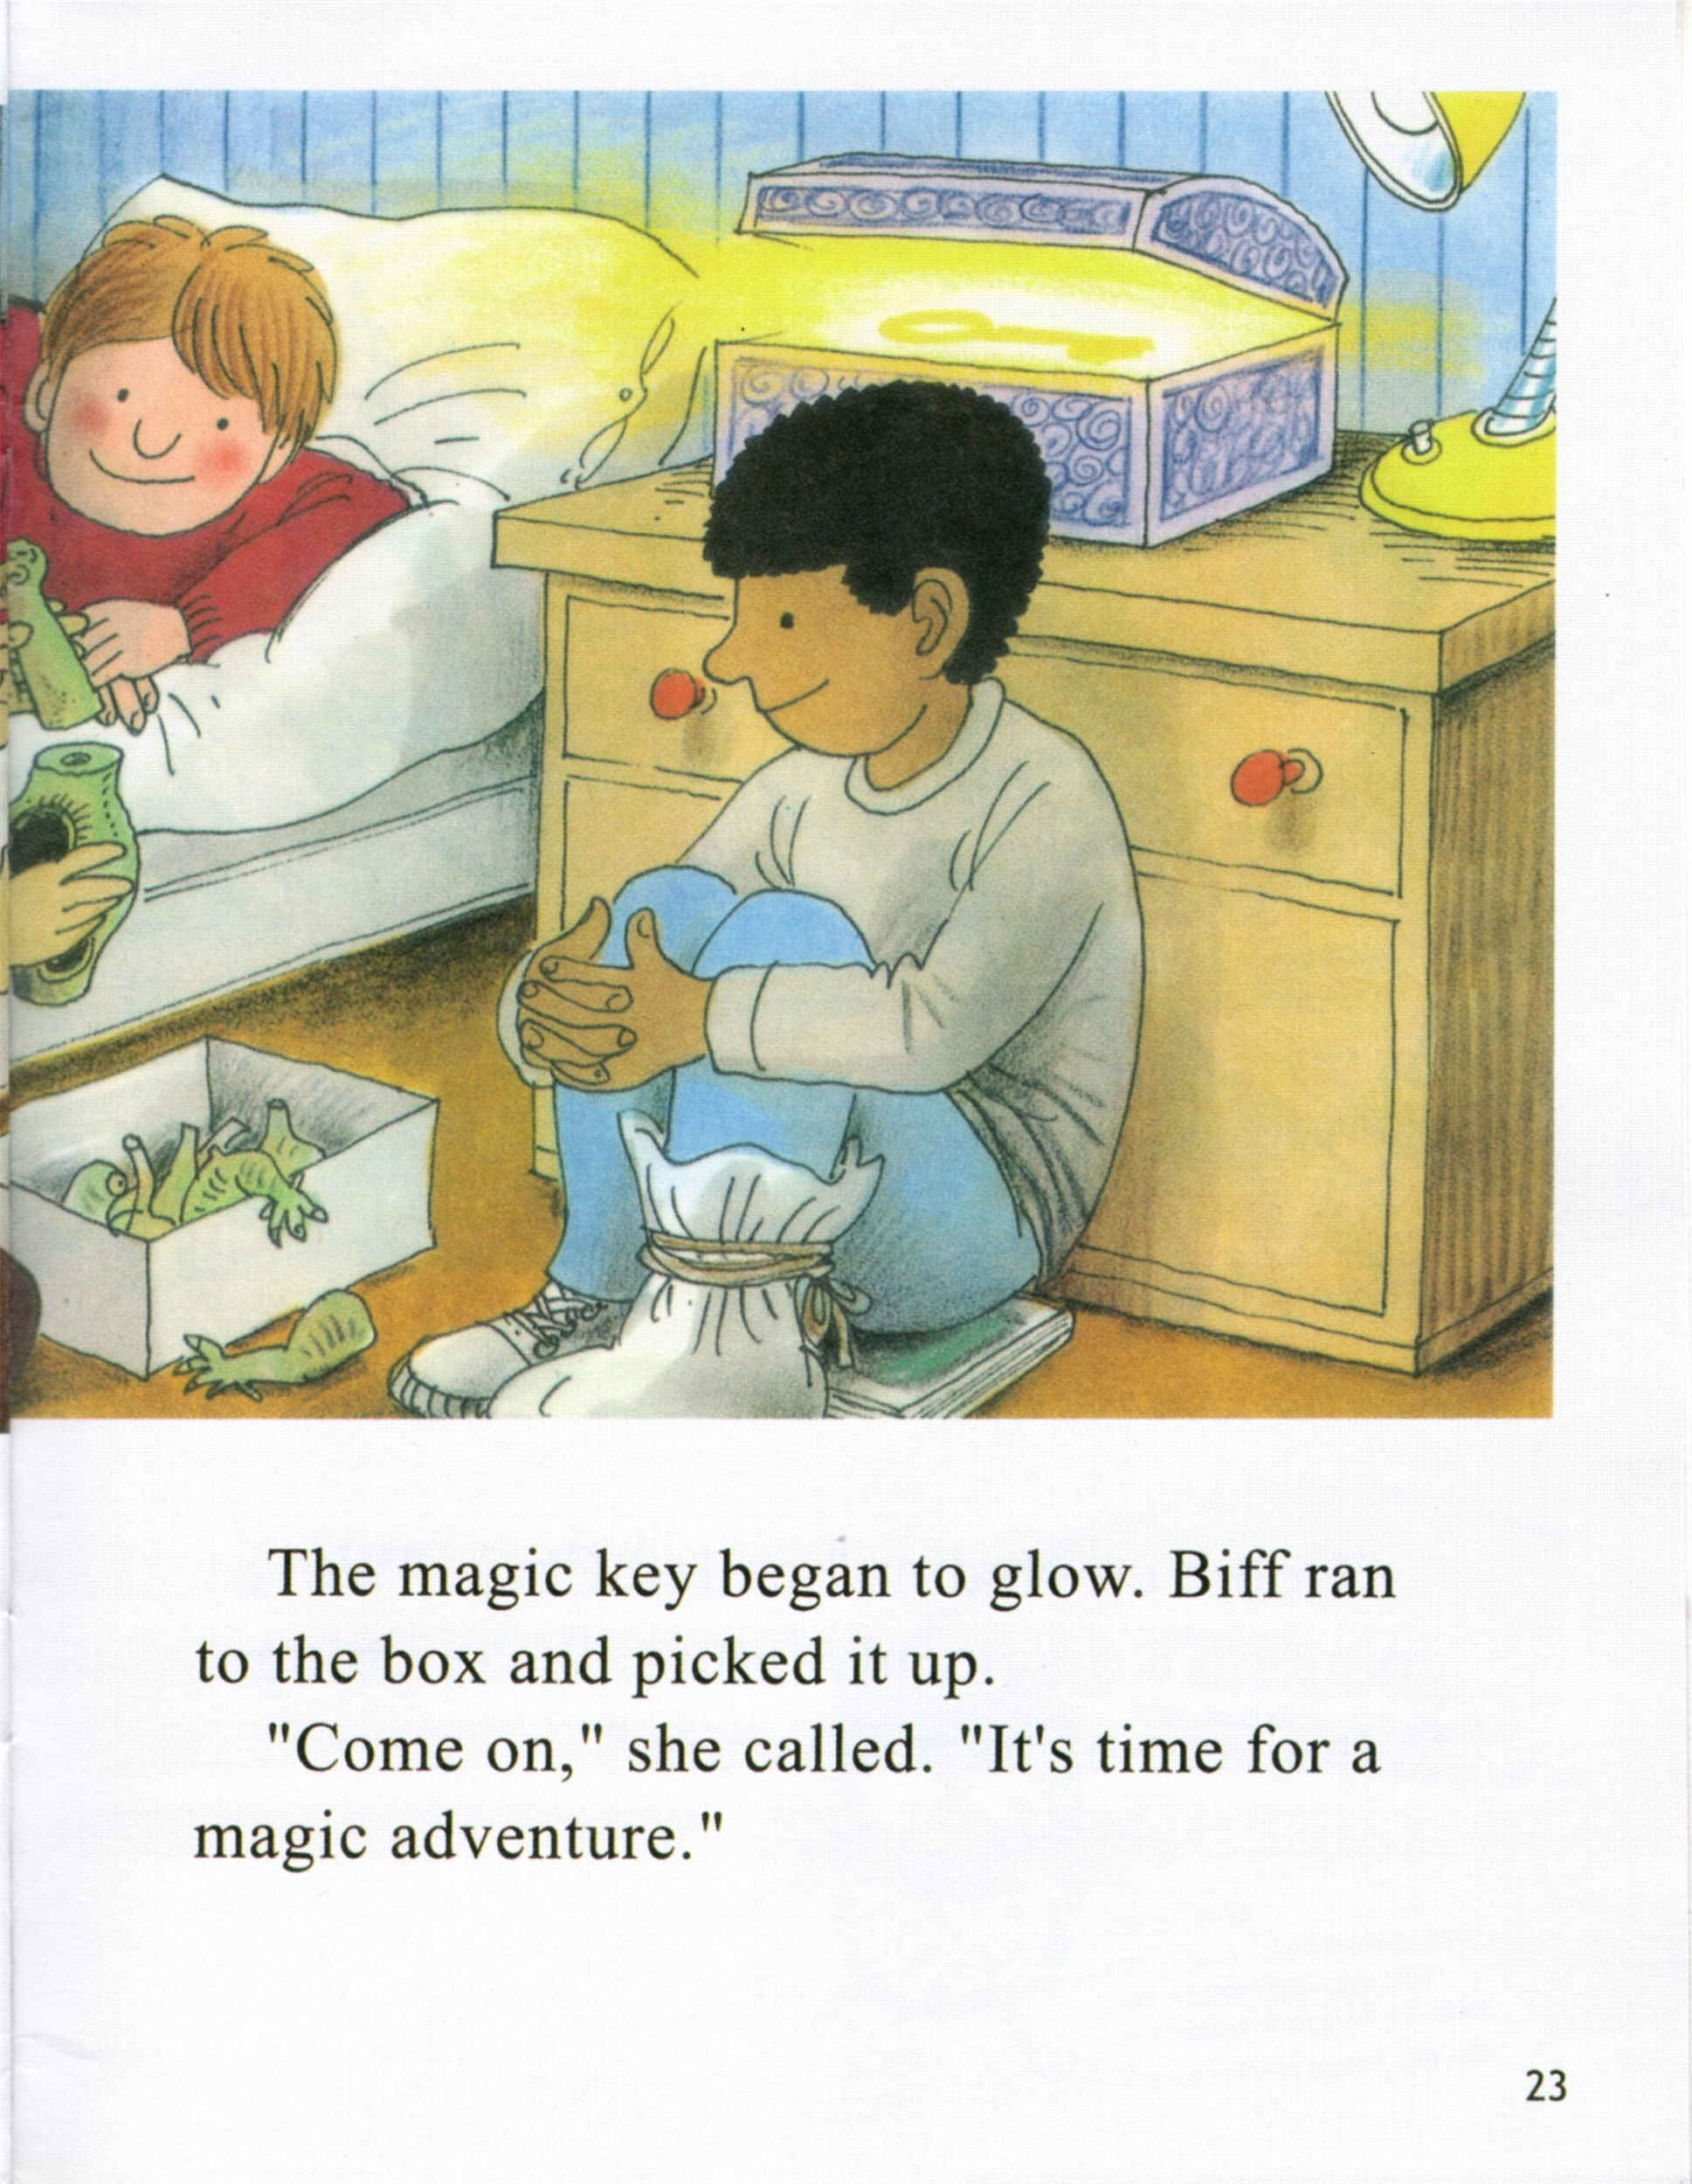 The magic key began to glow. Biff ran
to the box and picked it up.
"Come on," she called. "It's time for a
magic adventure."
23